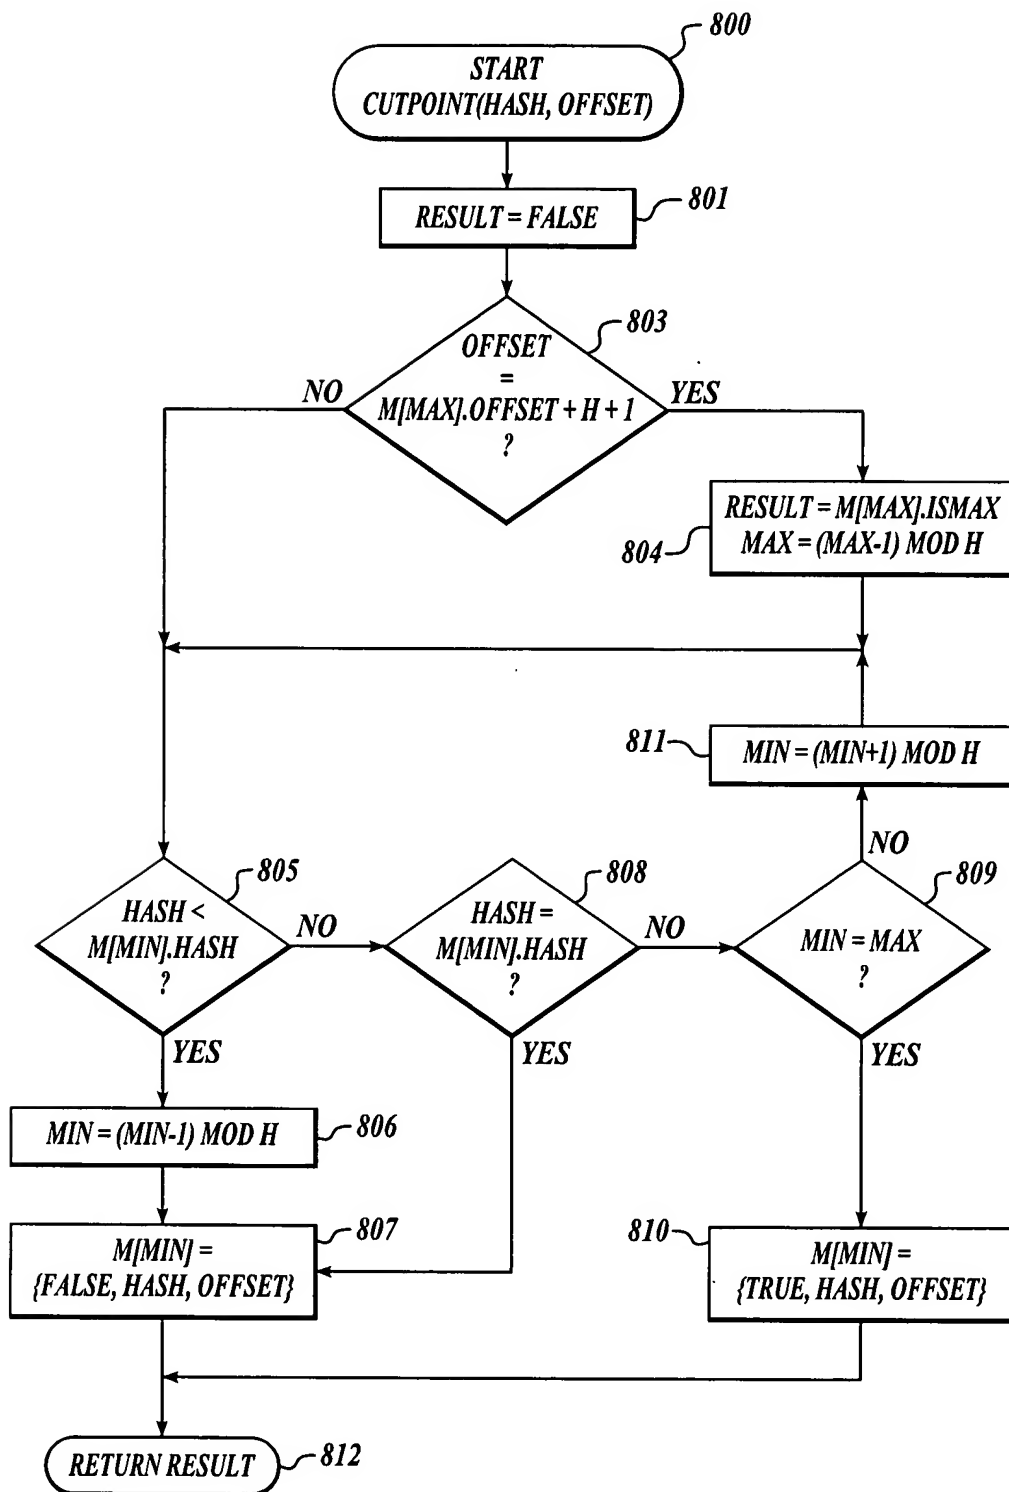 800
START
CUTPOINT(HASH, OFFSET)
801
RESULT = FALSE
803
OFFSET
=
M[MAX].OFFSET + H + 1
?
NO
YES
RESULT = M[MAX].ISMAX
MAX = (MAX-1) MOD H
804
811
MIN = (MIN+1) MOD H
NO
805
HASH <
M[MIN].HASH
?
NO
YES
808
HASH =
M[MIN].HASH
?
NO
YES
809
MIN = MAX
?
YES
MIN = (MIN-1) MOD H
806
807
M[MIN] =
{FALSE, HASH, OFFSET}
810
M[MIN] =
{TRUE, HASH, OFFSET}
RETURN RESULT
812